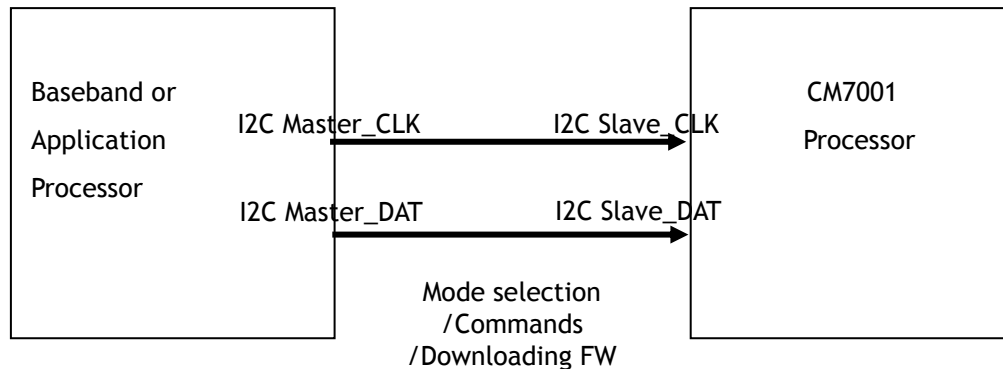 Baseband or
Application
Processor
I2C Master_CLK
I2C Slave_CLK
CM7001
Processor
I2C Master_DAT
I2C Slave_DAT
Mode selection
/Commands
/Downloading FW